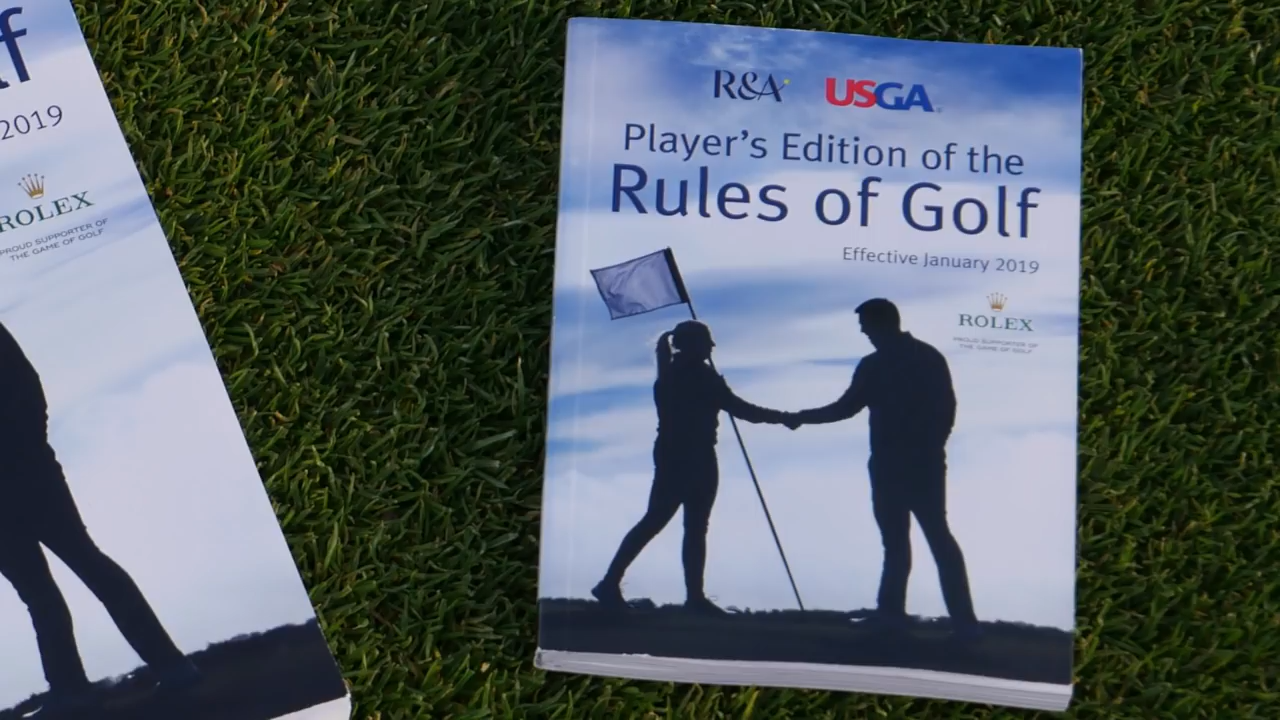 f
2019
ROLEX
PROUD SUPPORTER OF
THE GAME OF GOLF
R&A USGA
Player's Edition of the
Rules of Golf
Effective January 2019
ROLEX
PROUD SUPPORTER OF
THE GAME OF GOLF